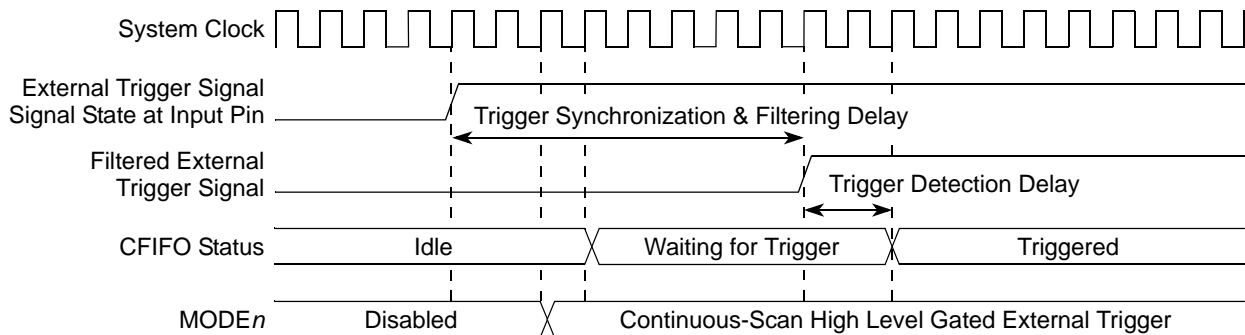 System Clock
External Trigger Signal
Signal State at Input Pin
Trigger Synchronization & Filtering Delay
Filtered External
Trigger Signal
Trigger Detection Delay
CFIFO Status
Idle
Waiting for Trigger
Triggered
MODEn
Disabled
Continuous-Scan High Level Gated External Trigger